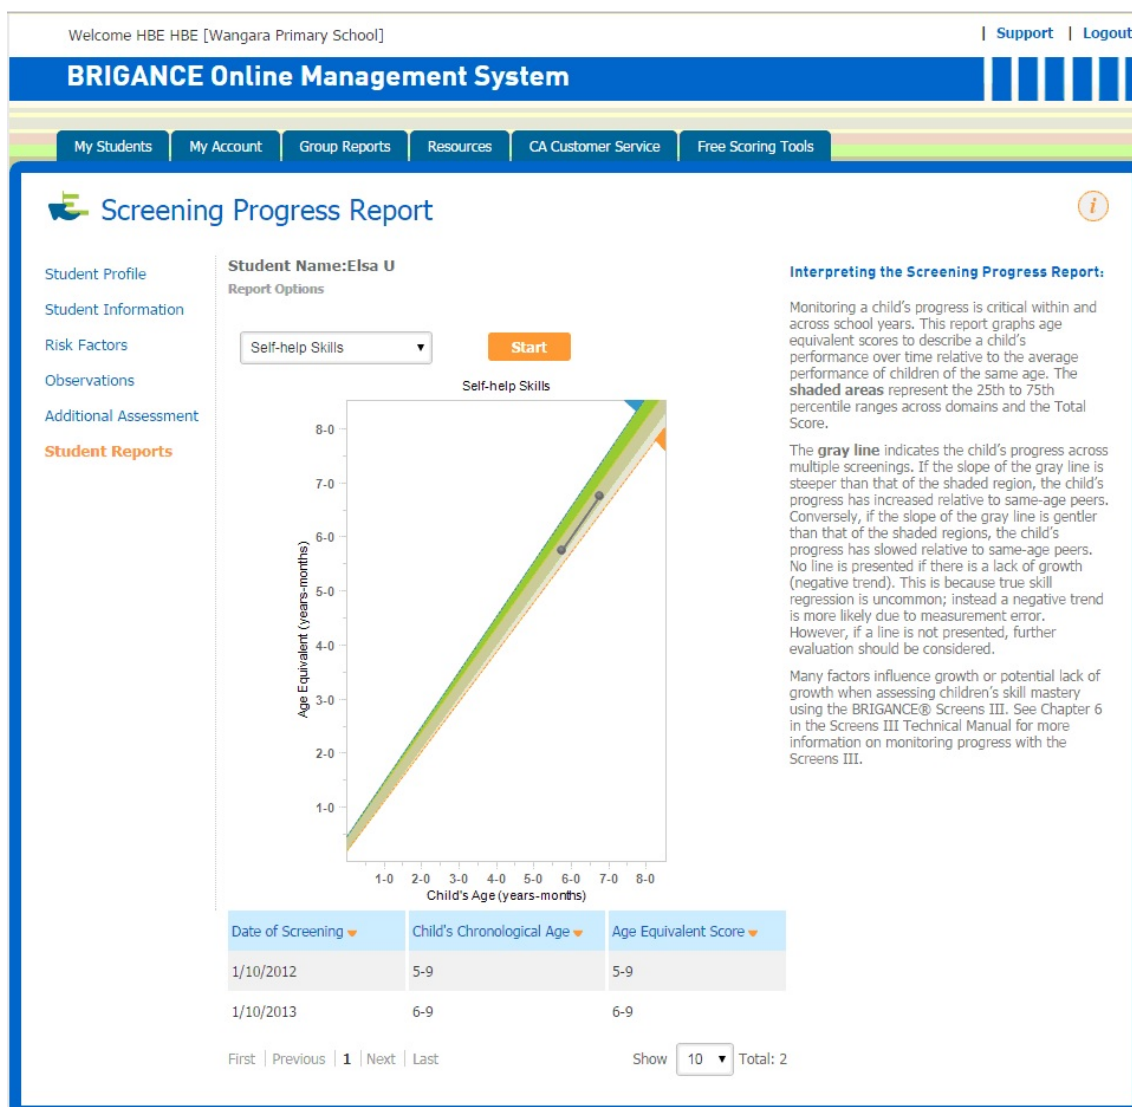 Welcome HBE HBE [Wangara Primary School]
| Support | Logout
BRIGANCE Online Management System
My Students
My Account
Group Reports
Resources
CA Customer Service
Free Scoring Tools
Screening Progress Report
i
Student Profile
Student Information
Risk Factors
Observations
Additional Assessment
Student Reports
Student Name:Elsa U
Report Options
Self-help Skills
Start
Self-help Skills
Age Equivalent (years-months)
8-0
7-0
6-0
5-0
4-0
3-0
2-0
1-0
1-0 2-0 3-0 4-0 5-0 6-0 7-0 8-0
Child's Age (years-months)
Date of Screening Child's Chronological Age Age Equivalent Score
1/10/2012 5-9 5-9
1/10/2013 6-9 6-9
First | Previous | 1 | Next | Last
Show 10 Total: 2
Interpreting the Screening Progress Report:
Monitoring a child's progress is critical within and
across school years. This report graphs age
equivalent scores to describe a child's
performance over time relative to the average
performance of children of the same age. The
shaded areas represent the 25th to 75th
percentile ranges across domains and the Total
Score.
The gray line indicates the child's progress across
multiple screenings. If the slope of the gray line is
steeper than that of the shaded region, the child's
progress has increased relative to same-age peers.
Conversely, if the slope of the gray line is gentler
than that of the shaded regions, the child's
progress has slowed relative to same-age peers.
No line is presented if there is a lack of growth
(negative trend). This is because true skill
regression is uncommon; instead a negative trend
is more likely due to measurement error.
However, if a line is not presented, further
evaluation should be considered.
Many factors influence growth or potential lack of
growth when assessing children's skill mastery
using the BRIGANCE® Screens III. See Chapter 6
in the Screens III Technical Manual for more
information on monitoring progress with the
Screens III.